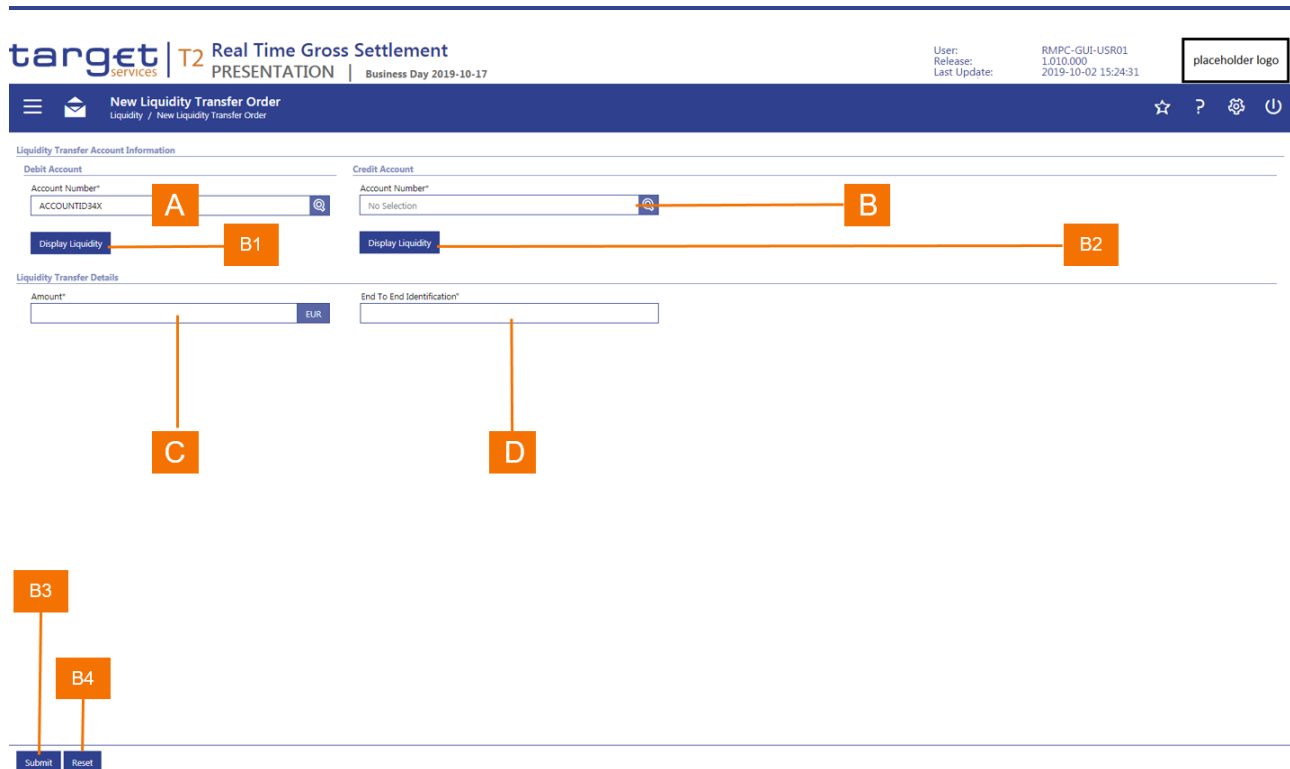 target services T2 Real Time Gross Settlement
PRESENTATION | Business Day 2019-10-17
User: RMPC-GUI-USR01
Release: 1.010.000
Last Update: 2019-10-02 15:24:31
placeholder logo
New Liquidity Transfer Order
Liquidity / New Liquidity Transfer Order
?
Liquidity Transfer Account Information
Debit Account Credit Account
Account Number* Account Number*
ACCOUNTID34X A No Selection B
Display Liquidity B1 Display Liquidity B2
Liquidity Transfer Details
Amount* End To End Identification*
EUR
C D
B3
B4
Submit Reset